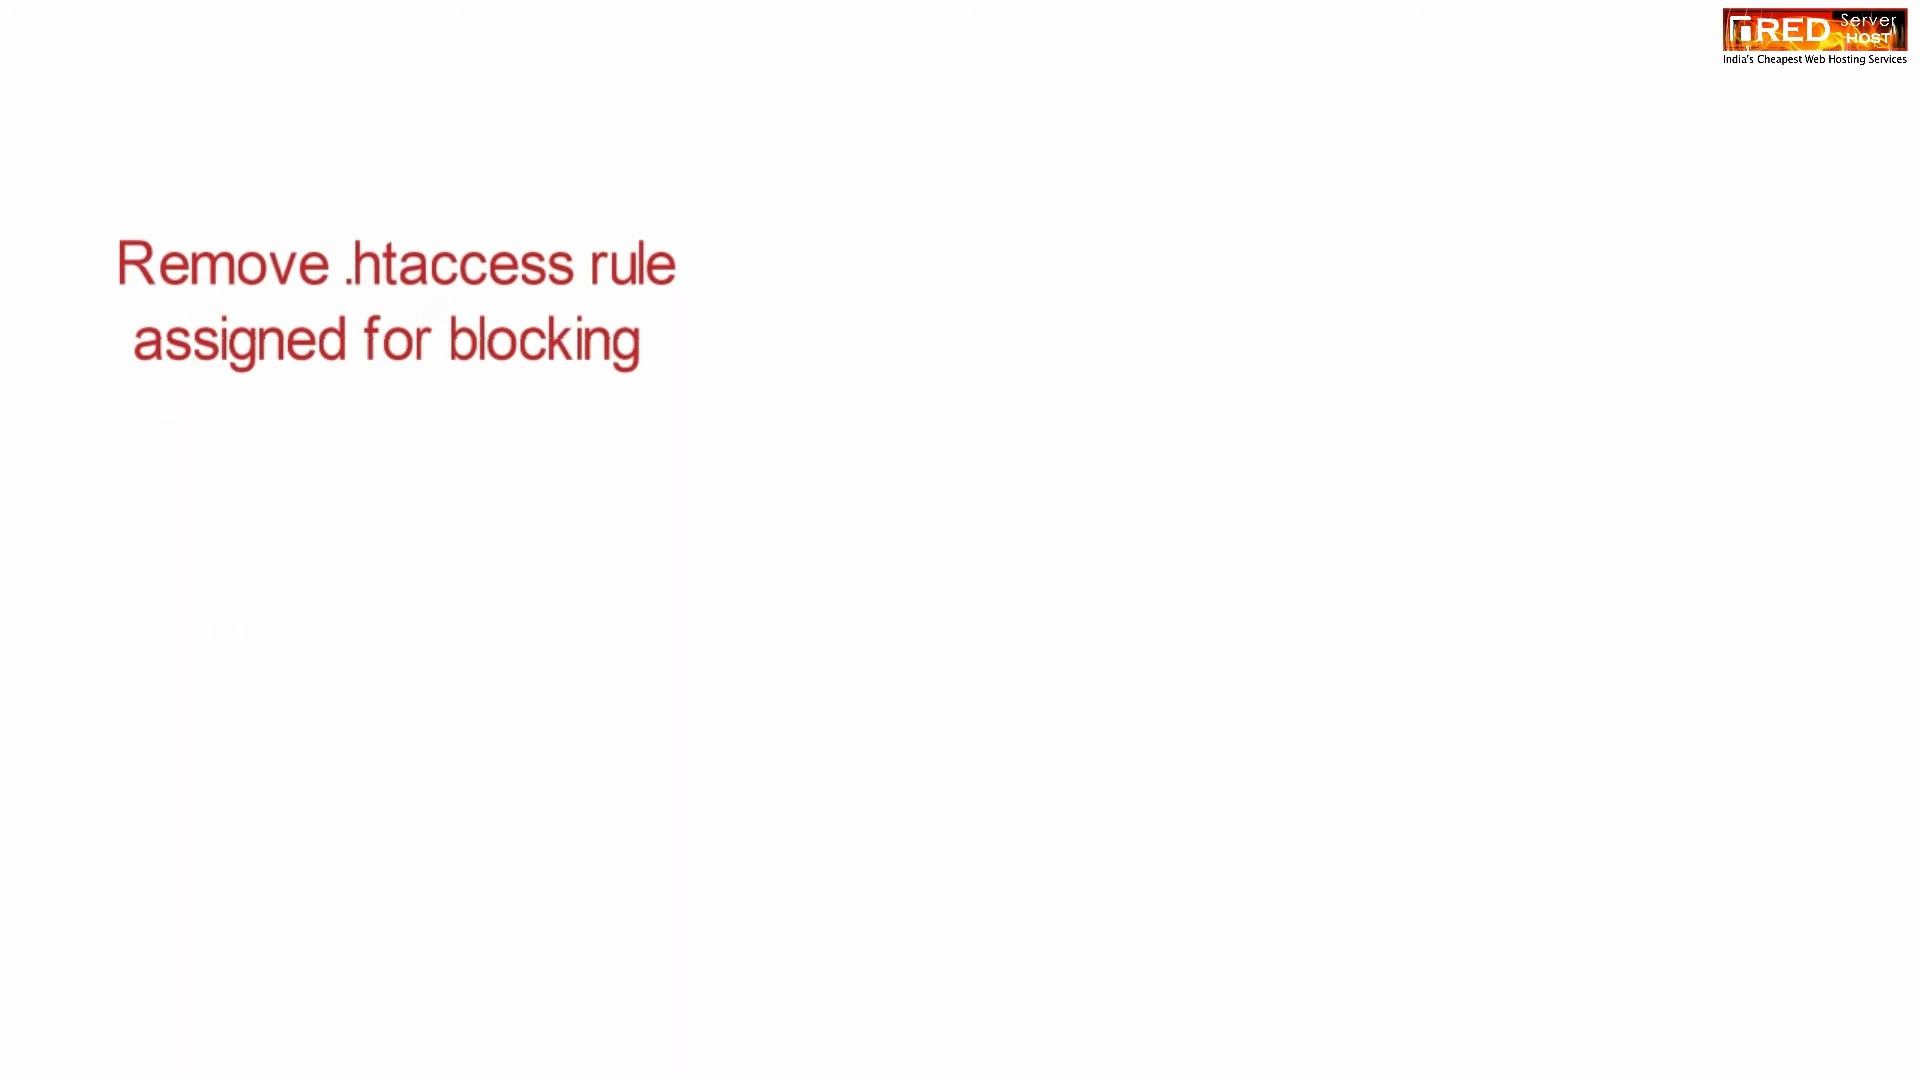 RED Server
HOST
India's Cheapest Web Hosting Services
Remove .htaccess rule
assigned for blocking